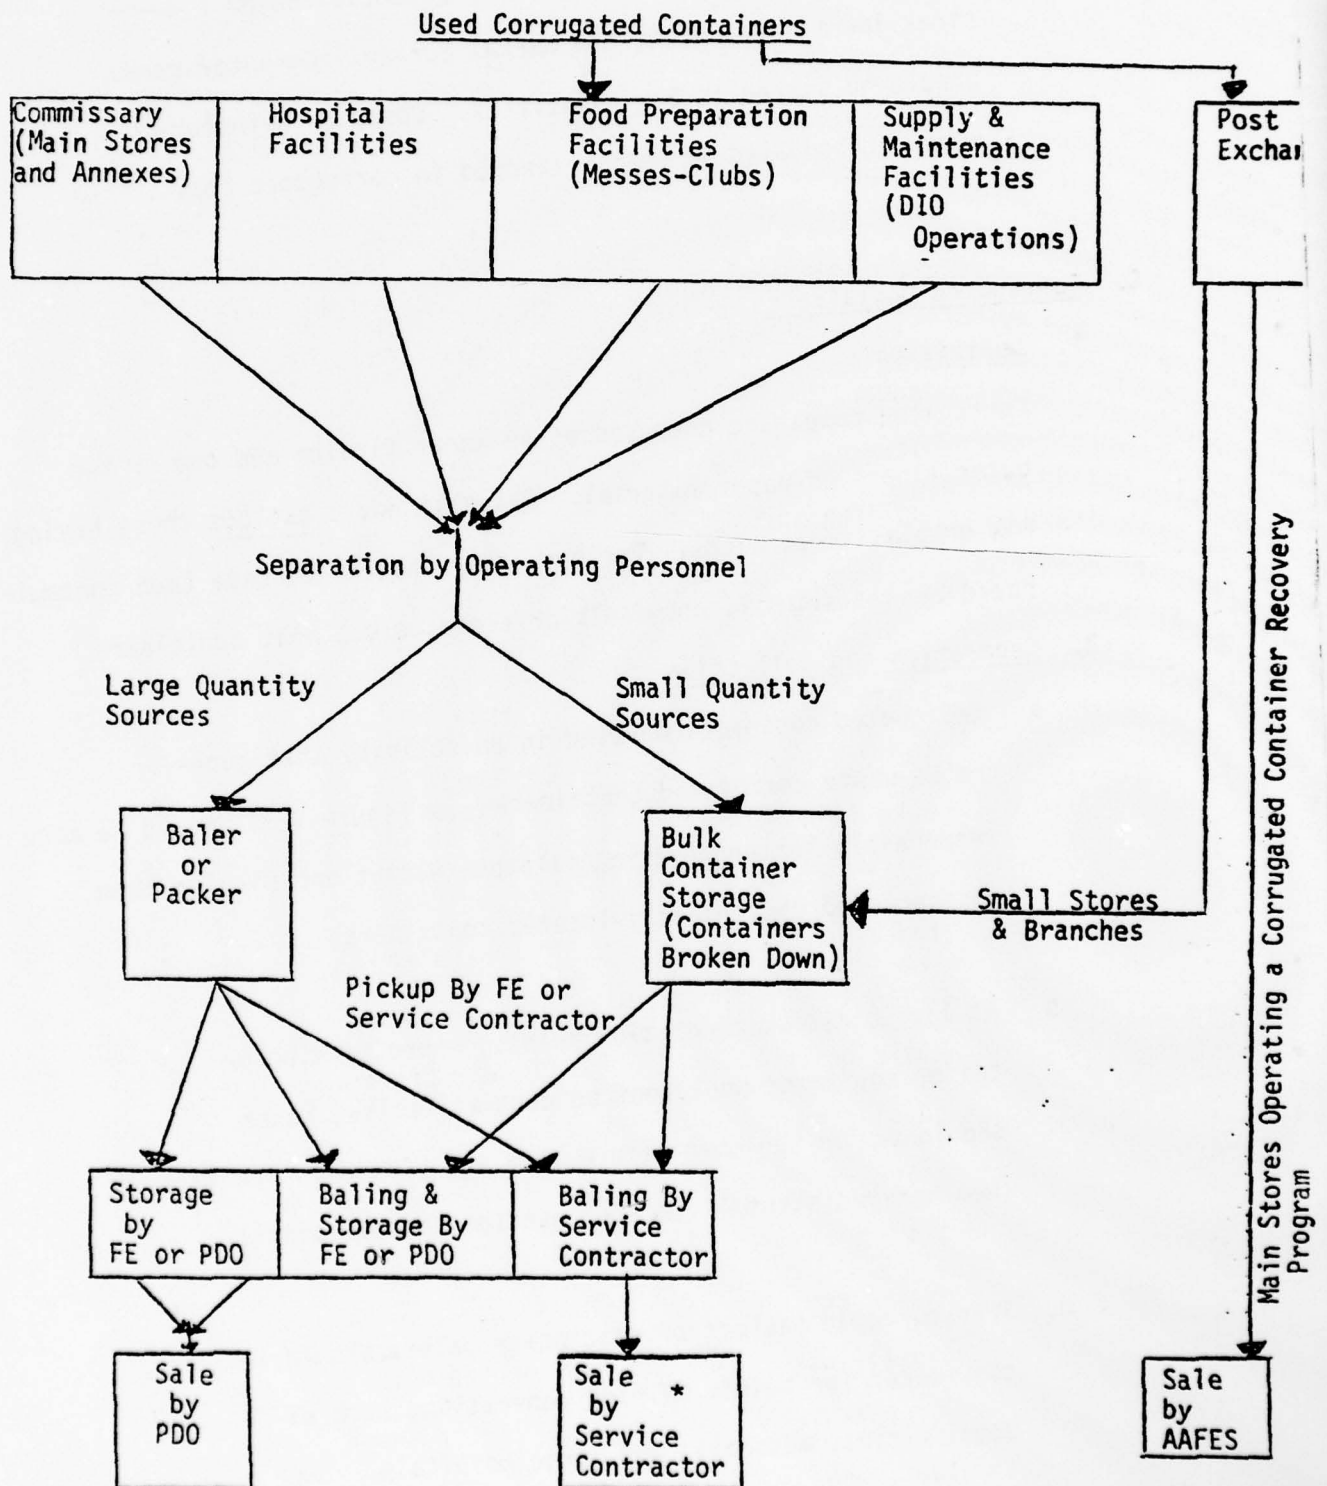 Used Corrugated Containers
Commissary
(Main Stores
and Annexes)
Hospital
Facilities
Food Preparation
Facilities
(Messes-Clubs)
Supply &
Maintenance
Facilities
(DIO
Operations)
Post
Separation by Operating Personnel
Large Quantity
Sources
Small Quantity
Sources
Baler
or
Packer
Bulk
Container
Storage
(Containers
Broken Down)
Small Stores
& Branches
Main Stores Operating a Corrugated Container Recovery
Program
Pickup By FE or
Service Contractor
Storage
by
FE or PDO
Baling &
Storage By
FE or PDO
Baling By
Service
Contractor
Sale
by
PDO
Sale *
by
Service
Contractor
Sale
by
AAFES